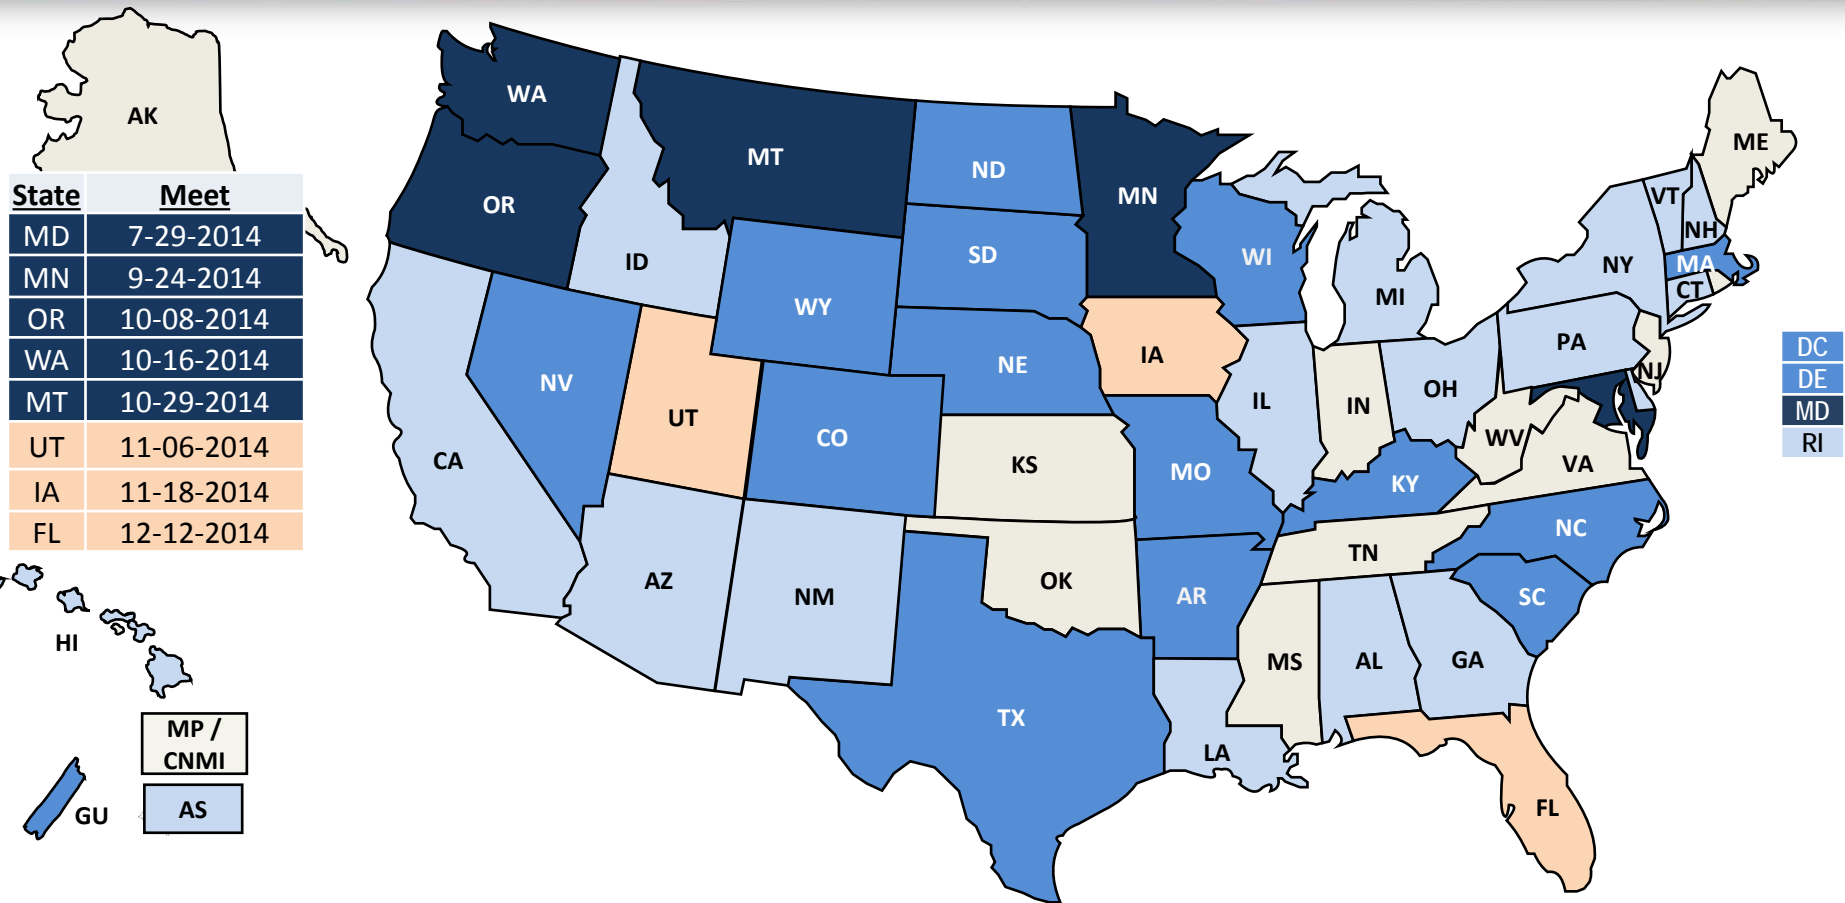 AK
State Meet
MD 7-29-2014
MN 9-24-2014
OR 10-08-2014
WA 10-16-2014
MT 10-29-2014
UT 11-06-2014
IA 11-18-2014
FL 12-12-2014
HI
MP /
CNMI
GU
AS
WA
MT
ND
MN
OR
ID
SD
WI
WY
MI
NV
UT
CO
NE
IA
IL
IN
OH
PA
NY
VT
NH
ME
MA
CT
NJ
CA
KS
MO
KY
WV
VA
AZ
NM
OK
AR
TN
NC
SC
TX
LA
MS
AL
GA
FL
DC
DE
MD
RI